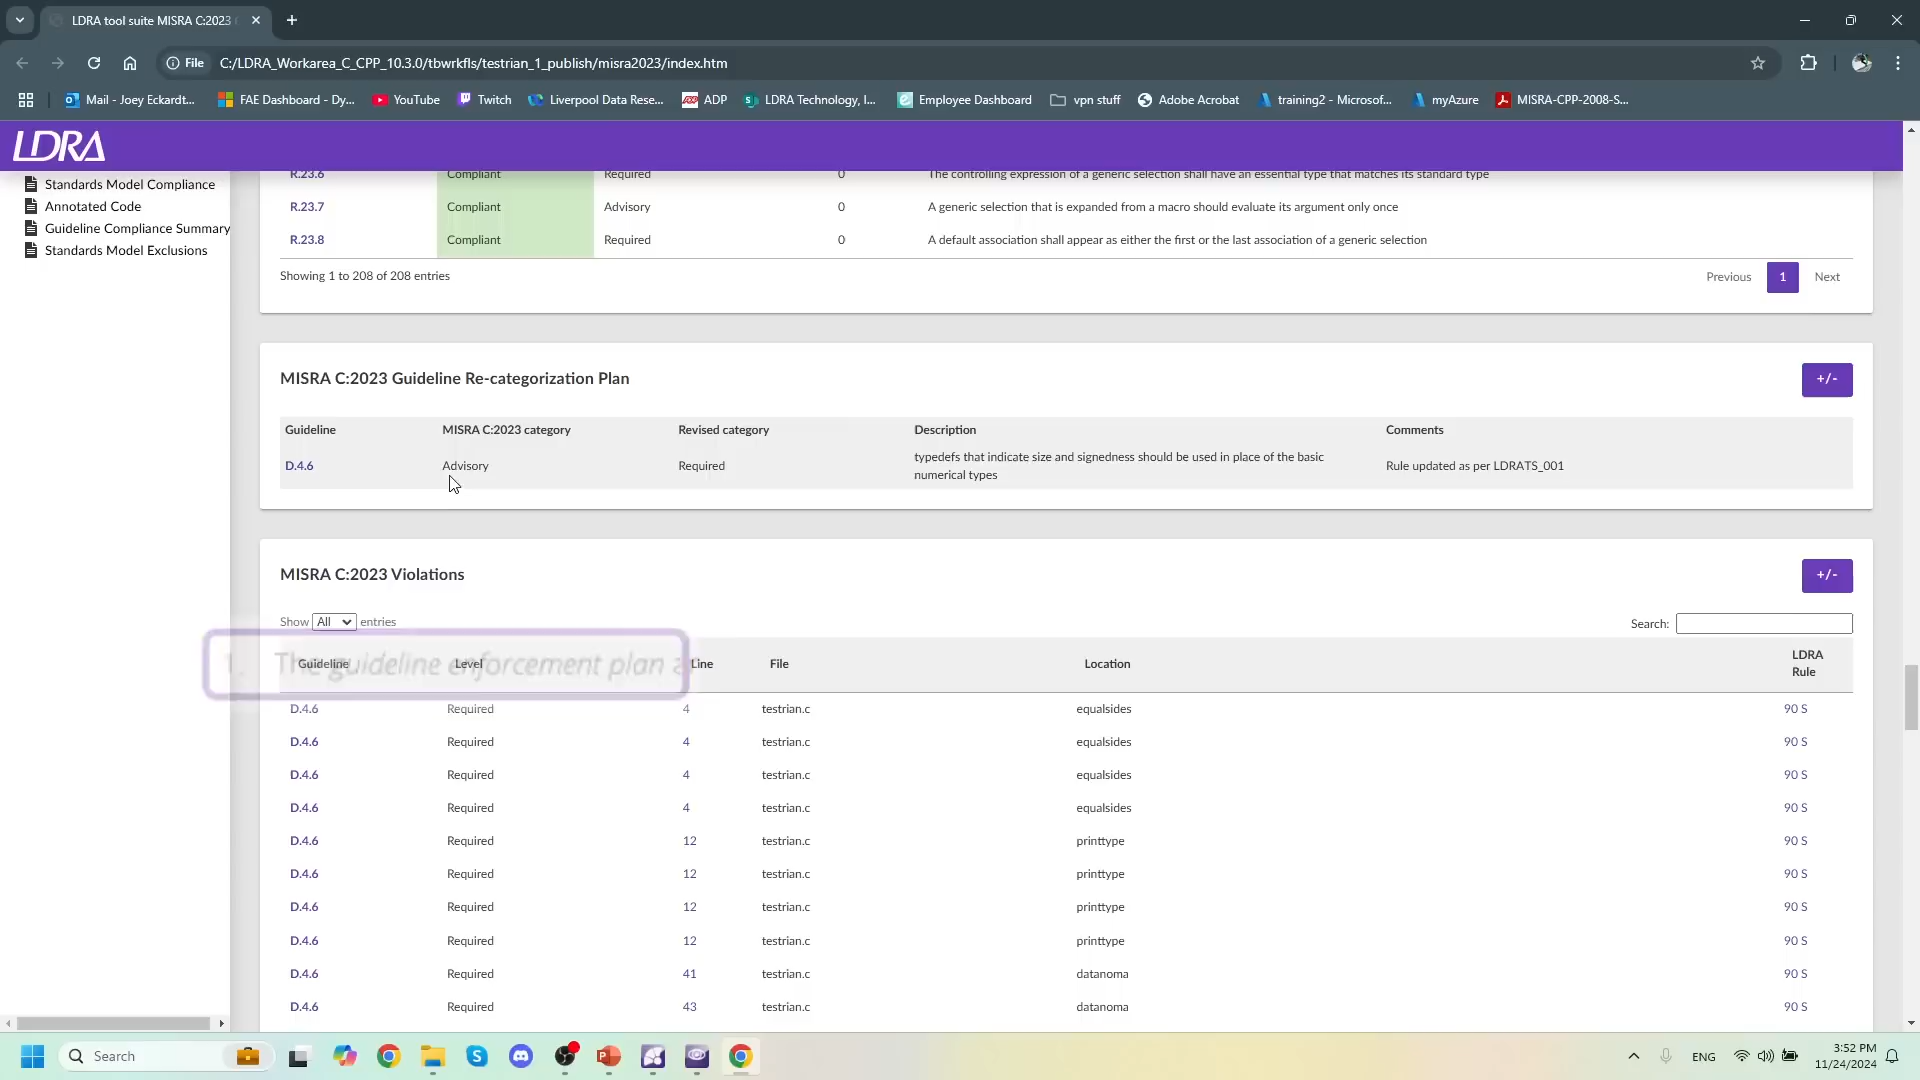 LDRA tool suite MISRA C:2023
File C:/LDRA_Workarea_C_CPP_10.3.0/tbwrkfls/testrian_1_publish/misra2023/index.htm
Mail - Joey Eckardt... FAE Dashboard - Dy... YouTube Twitch Liverpool Data Rese... ADP LDRA Technology, I... Employee Dashboard vpn stuff Adobe Acrobat training2 - Microsof... myAzure MISRA-CPP-2008-S...
LDRA
Standards Model Compliance
Annotated Code
Guideline Compliance Summary
Standards Model Exclusions
R.23.6 Compliant Required 0 The controlling expression of a generic selection shall have an essential type that matches its standard type
R.23.7 Compliant Advisory 0 A generic selection that is expanded from a macro should evaluate its argument only once
R.23.8 Compliant Required 0 A default association shall appear as either the first or the last association of a generic selection
Showing 1 to 208 of 208 entries Previous 1 Next
MISRA C:2023 Guideline Re-categorization Plan +/-
Guideline MISRA C:2023 category Revised category Description Comments
D.4.6 Advisory Required typedefs that indicate size and signedness should be used in place of the basic numerical types Rule updated as per LDRATS_001
MISRA C:2023 Violations +/-
Show All entries Search:
1. The guideline enforcement plan
Guideline Level Line File Location LDRA Rule
D.4.6 Required 4 testrian.c equalsides 90 S
D.4.6 Required 4 testrian.c equalsides 90 S
D.4.6 Required 4 testrian.c equalsides 90 S
D.4.6 Required 4 testrian.c equalsides 90 S
D.4.6 Required 12 testrian.c printtype 90 S
D.4.6 Required 12 testrian.c printtype 90 S
D.4.6 Required 12 testrian.c printtype 90 S
D.4.6 Required 12 testrian.c printtype 90 S
D.4.6 Required 41 testrian.c datanoma 90 S
D.4.6 Required 43 testrian.c datanoma 90 S
Search ENG 3:52 PM
11/24/2024